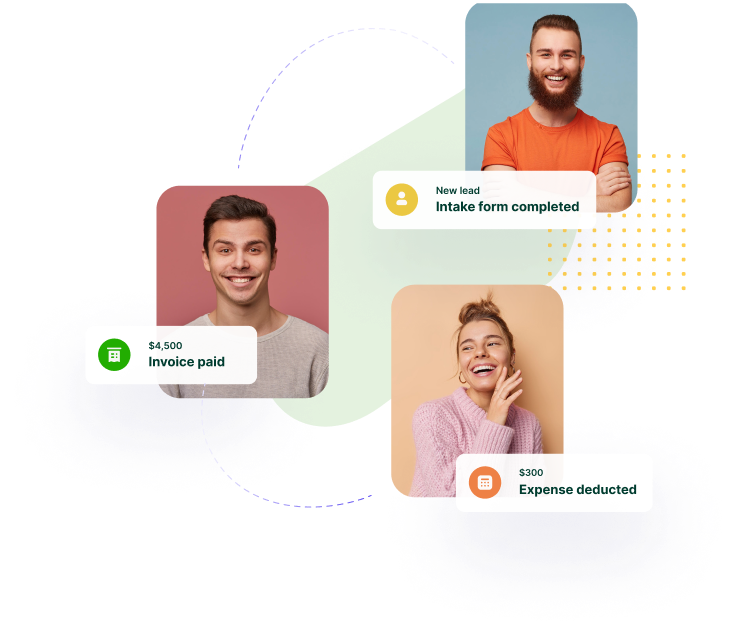 New lead
Intake form completed
$4,500
Invoice paid
$300
Expense deducted